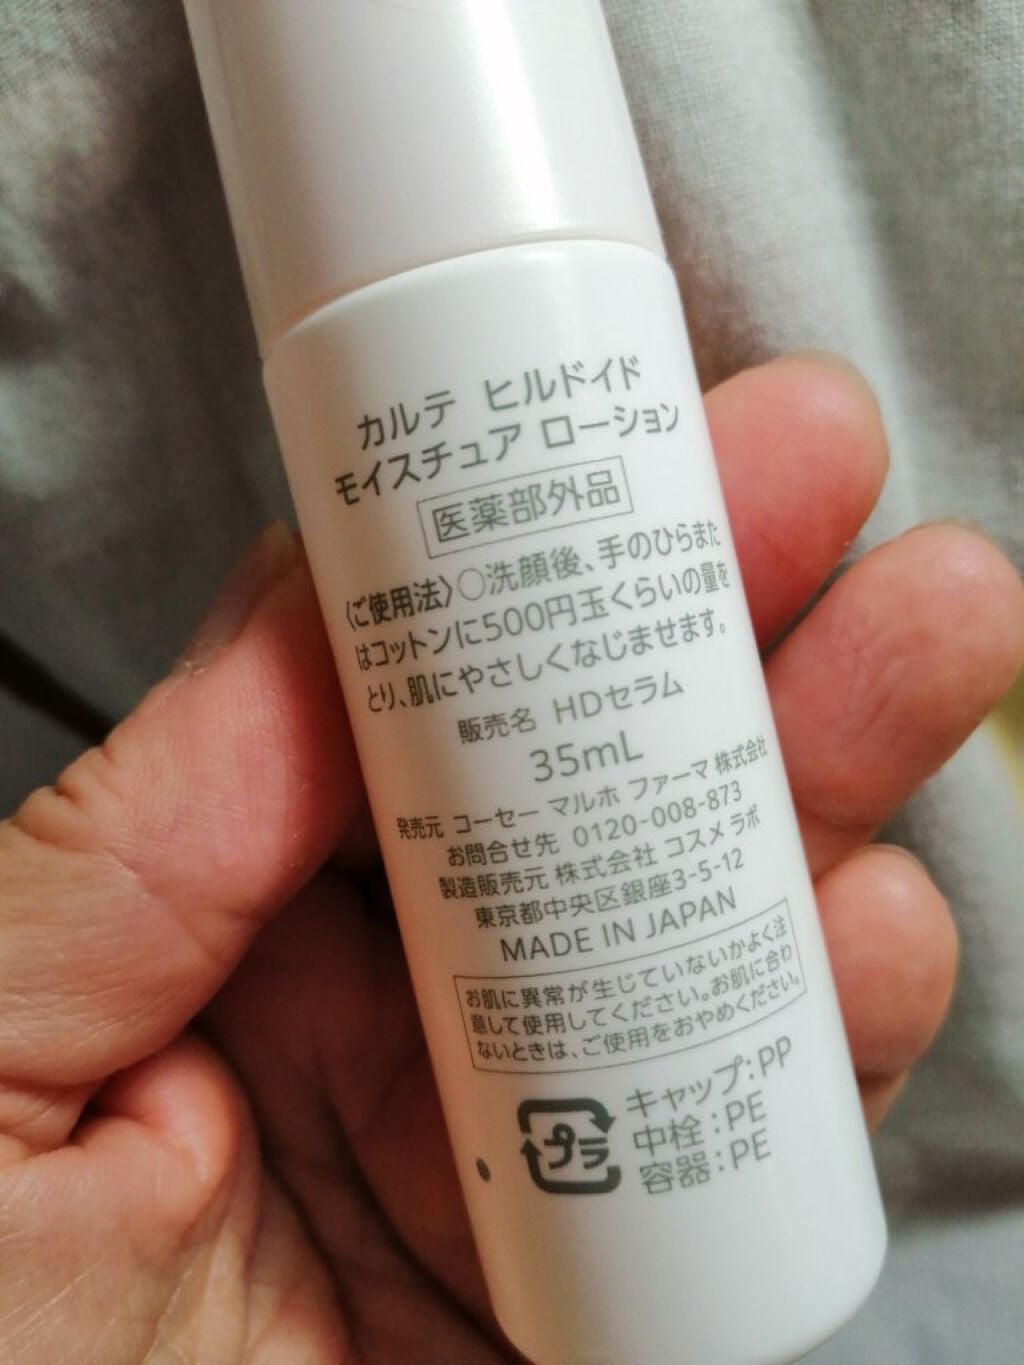 カルテ ヒルドイド
モイスチュア ローション
医薬部外品
〈ご使用法〉○洗顔後、手のひらまた
はコットンに500円玉くらいの量を
とり、肌にやさしくなじませます。
販売名 HDセラム
35mL
発売元 コーセー マルホ ファーマ 株式会社
お問合せ先 0120-008-873
製造販売元 株式会社 コスメ ラボ
東京都中央区銀座3-5-12
MADE IN JAPAN
お肌に異常が生じていないかよく注
意して使用してください。お肌に合わ
ないときは、ご使用をおやめください。
プラ
キャップ:PP
中栓:PE
容器:PE